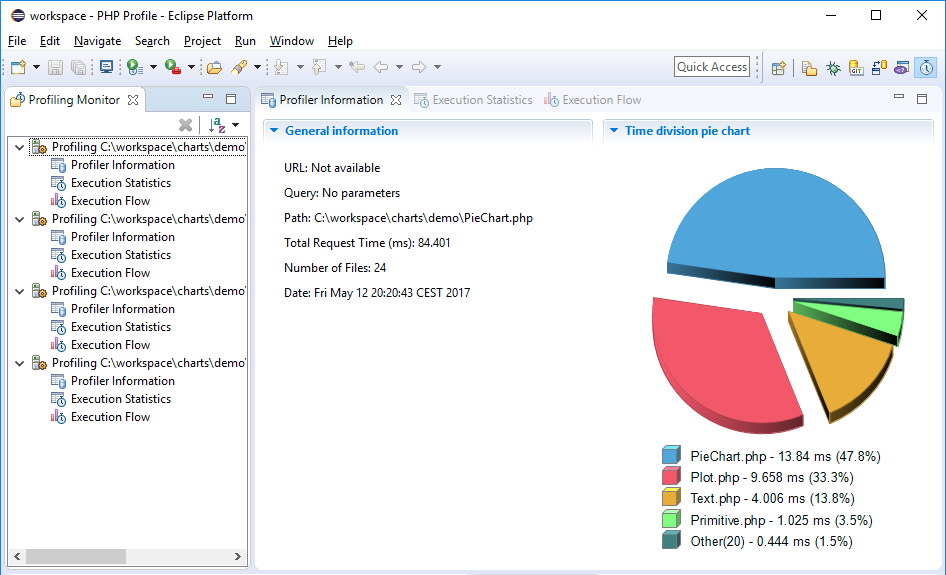 workspace - PHP Profile - Eclipse Platform
File Edit Navigate Search Project Run Window Help
Quick Access
GIT
Profiling Monitor
Profiler Information Execution Statistics Execution Flow
a
z
Profiling C:\workspace\charts\demo\
Profiler Information
Execution Statistics
Execution Flow
Profiling C:\workspace\charts\demo\
Profiler Information
Execution Statistics
Execution Flow
Profiling C:\workspace\charts\demo\
Profiler Information
Execution Statistics
Execution Flow
Profiling C:\workspace\charts\demo\
Profiler Information
Execution Statistics
Execution Flow
General information
URL: Not available
Query: No parameters
Path: C:\workspace\charts\demo\PieChart.php
Total Request Time (ms): 84.401
Number of Files: 24
Date: Fri May 12 20:20:43 CEST 2017
Time division pie chart
PieChart.php - 13.84 ms (47.8%)
Plot.php - 9.658 ms (33.3%)
Text.php - 4.006 ms (13.8%)
Primitive.php - 1.025 ms (3.5%)
Other(20) - 0.444 ms (1.5%)